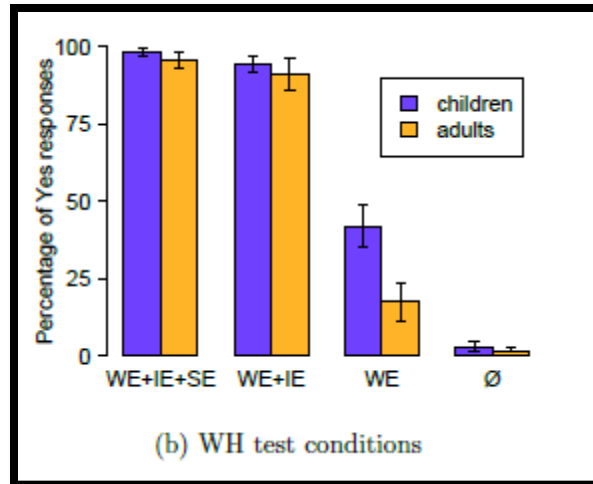 Percentage of Yes responses
100
75
50
25
0
children
adults
WE+IE+SE WE+IE WE Ø
(b) WH test conditions